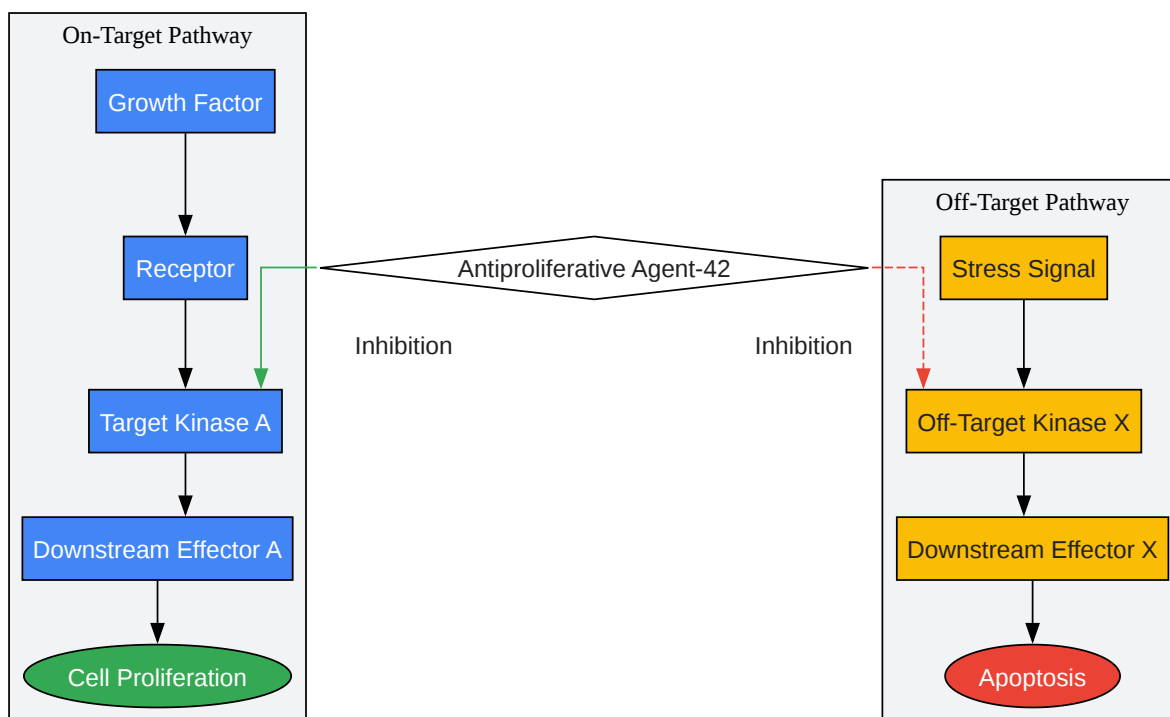 On-Target Pathway
Growth Factor
Receptor
Target Kinase A
Downstream Effector A
Cell Proliferation
Antiproliferative Agent-42
Inhibition
Inhibition
Off-Target Pathway
Stress Signal
Off-Target Kinase X
Downstream Effector X
Apoptosis